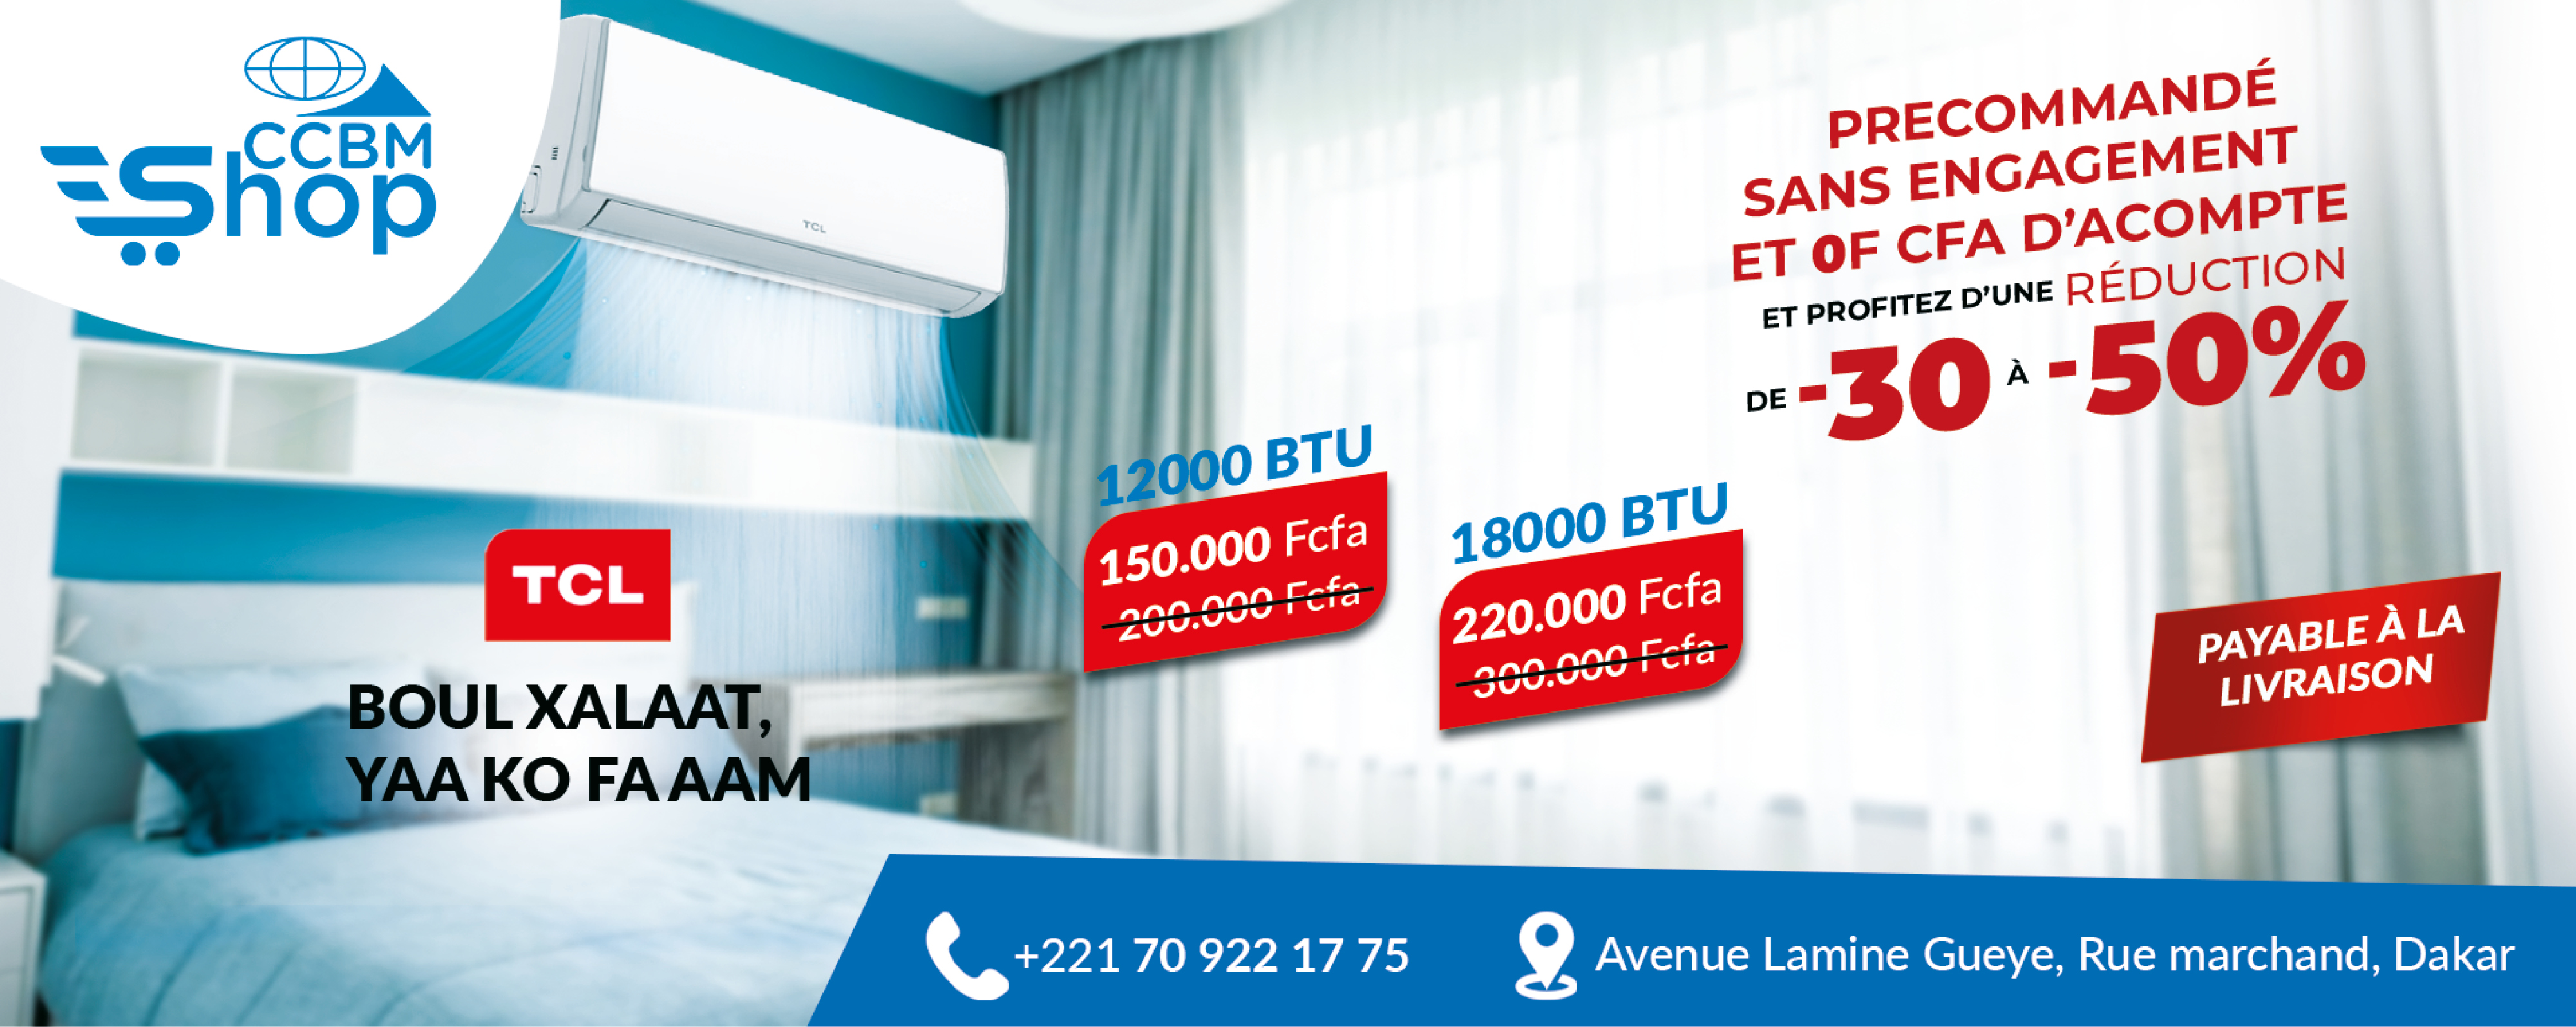 CCBM
Shop
TCL
PRECOMMANDÉ
SANS ENGAGEMENT
ET 0F CFA D'ACOMPTE
ET PROFITEZ D'UNE RÉDUCTION
DE -30 À -50%
12000 BTU
150.000 Fcfa
200.000 Fcfa
18000 BTU
220.000 Fcfa
300.000 Fcfa
TCL
BOUL XALAAT,
YAA KO FA AAM
PAYABLE À LA
LIVRAISON
+221 70 922 17 75
Avenue Lamine Gueye, Rue marchand, Dakar